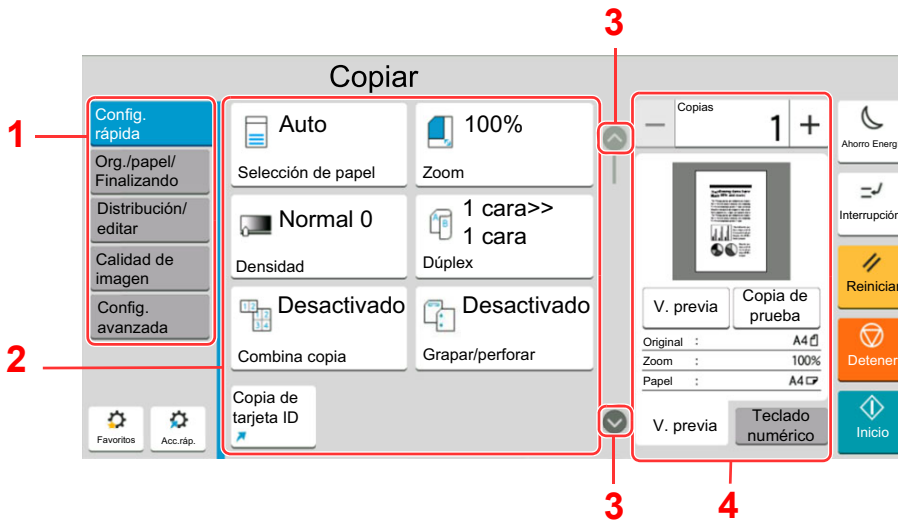 3
Copiar
1
Config.
rápida
Org./papel/
Finalizando
Distribución/
editar
Calidad de
imagen
Config.
avanzada
2
Favoritos
Acc.ráp.
Auto
Selección de papel
100%
Zoom
Normal 0
Densidad
1 cara>>
1 cara
Dúplex
Desactivado
Combina copia
Desactivado
Grapar/perforar
Copia de
tarjeta ID
3
Copias
1
V. previa
Copia de
prueba
Original : A4
Zoom : 100%
Papel : A4
V. previa
Teclado
numérico
4
Ahorro Energ
Interrupción
Reiniciar
Detener
Inicio